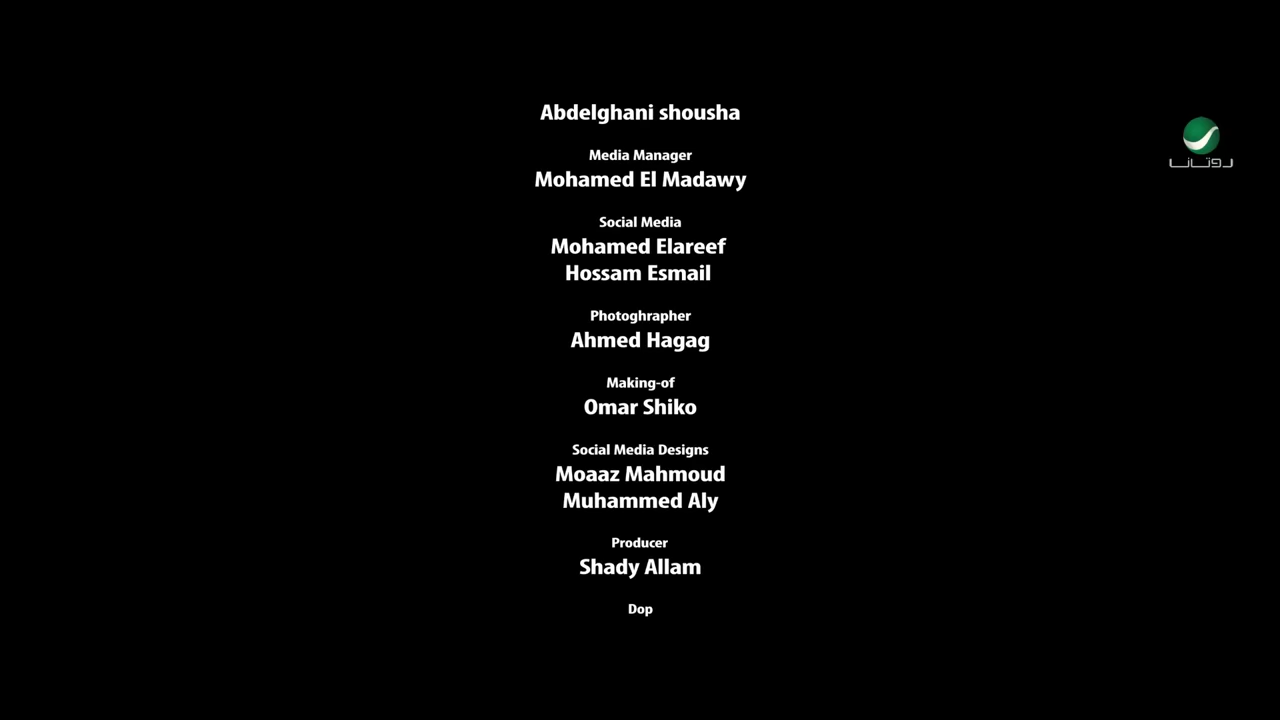 Abdelghani shousha
Media Manager
Mohamed El Madawy
Social Media
Mohamed Elareef
Hossam Esmail
Photoghrapher
Ahmed Hagag
Making-of
Omar Shiko
Social Media Designs
Moaaz Mahmoud
Muhammed Aly
Producer
Shady Allam
Dop
روتانا